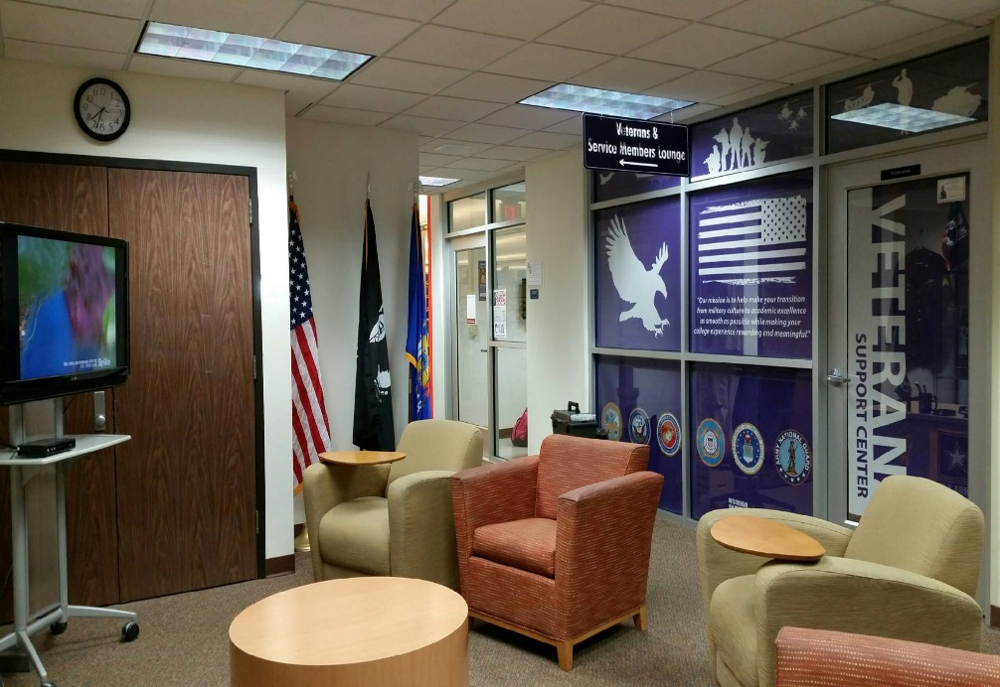 Veterans &
Service Members Lounge
"Our mission is to help make your transition
from military culture to academic excellence
as smooth as possible while making your
college experience rewarding and meaningful."
VETERANS
SUPPORT CENTER
ARMY NATIONAL GUARD
Spike